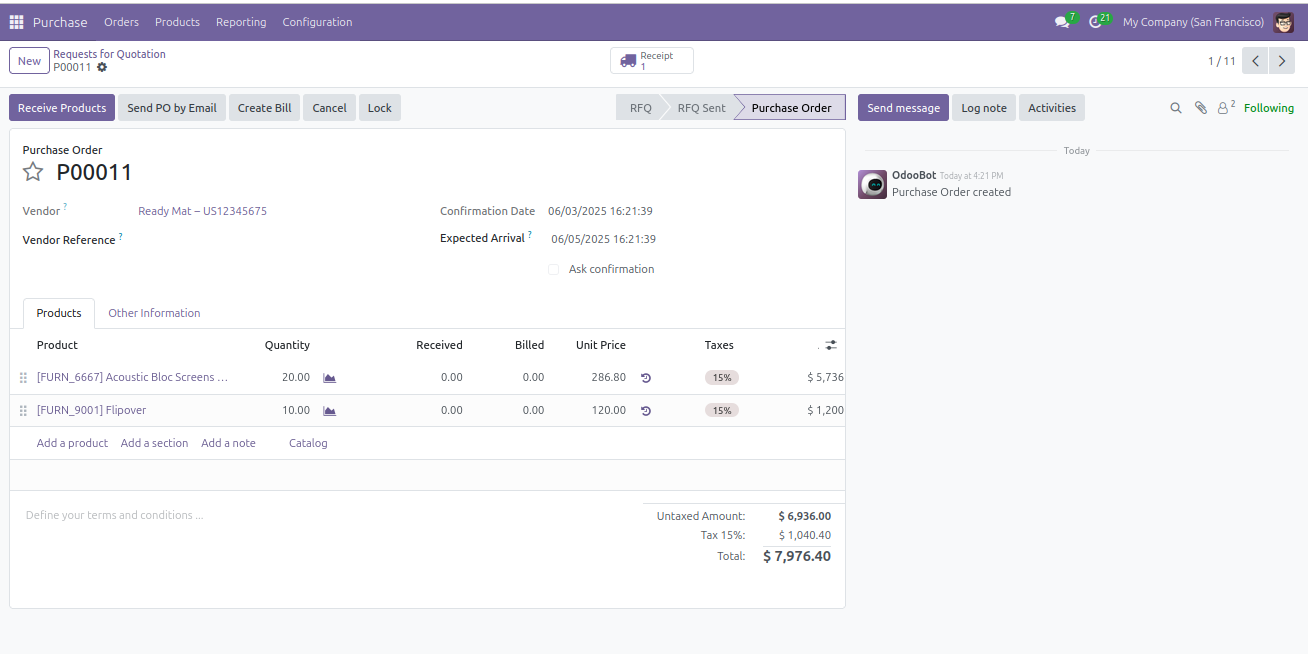 Purchase Orders Products Reporting Configuration 7 21 My Company (San Francisco)
New Requests for Quotation
P00011
Receipt
1
1 / 11
Receive Products Send PO by Email Create Bill Cancel Lock RFQ RFQ Sent Purchase Order Send message Log note Activities 2 Following
Today
Purchase Order
P00011
OdooBot Today at 4:21 PM
Purchase Order created
Vendor ? Ready Mat – US12345675 Confirmation Date 06/03/2025 16:21:39
Vendor Reference ? Expected Arrival ? 06/05/2025 16:21:39
Ask confirmation
Products Other Information
Product Quantity Received Billed Unit Price Taxes
[FURN_6667] Acoustic Bloc Screens ... 20.00 0.00 0.00 286.80 15% $ 5,736
[FURN_9001] Flipover 10.00 0.00 0.00 120.00 15% $ 1,200
Add a product Add a section Add a note Catalog
Define your terms and conditions ...
Untaxed Amount: $ 6,936.00
Tax 15%: $ 1,040.40
Total: $ 7,976.40